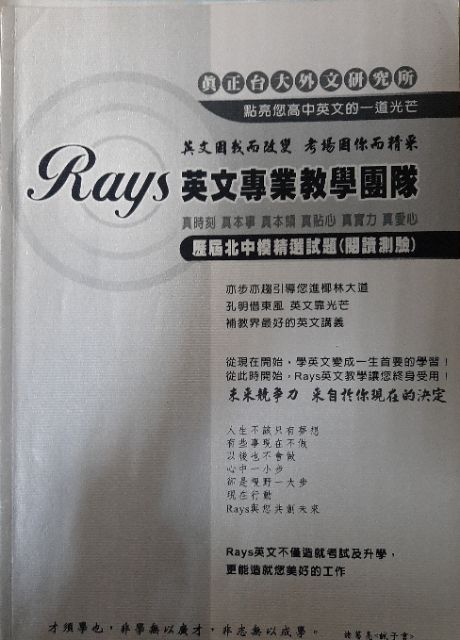 真正台大外文研究所
點亮您高中英文的一道光芒
英文因我而改變 考場因你而精采
Rays 英文專業教學團隊
真時刻 真本事 真本領 真貼心 真實力 真愛心
歷屆北中模精選試題(閱讀測驗)
亦步亦趨引導您進椰林大道
孔明借東風 英文靠光芒
補教界最好的英文講義
從現在開始,學英文變成一生首要的學習!
從此時開始,Rays英文教學讓您終身受用!
未來競爭力 來自於你現在的決定
人生不該只有夢想
有些事現在不做
以後也不會做
心中一小步
卻是視野一大步
現在行動
Rays與您共創未來
Rays英文不僅造就考試及升學,
更能造就您美好的工作
才須學也,非學無以廣才,非志無以成學。 諸葛亮<誡子書>